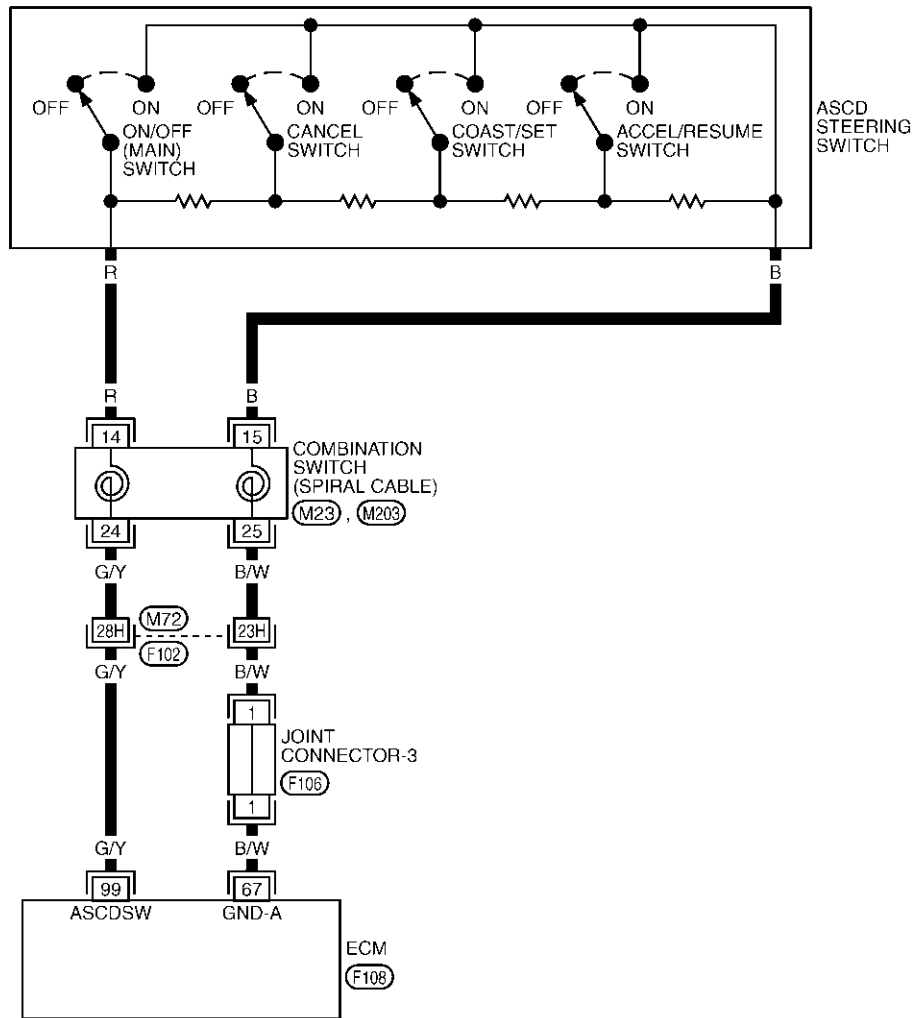 OFF ON OFF ON OFF ON OFF ON
ON/OFF
(MAIN)
SWITCH
CANCEL
SWITCH
COAST/SET
SWITCH
ACCEL/RESUME
SWITCH
ASCD
STEERING
SWITCH
R B
R B
14 15
COMBINATION
SWITCH
(SPIRAL CABLE)
M23 , M203
24 25
G/Y B/W
28H M72 23H
F102
G/Y B/W
1
JOINT
CONNECTOR-3
F106
1
G/Y B/W
99 67
ASCDSW GND-A
ECM
F108